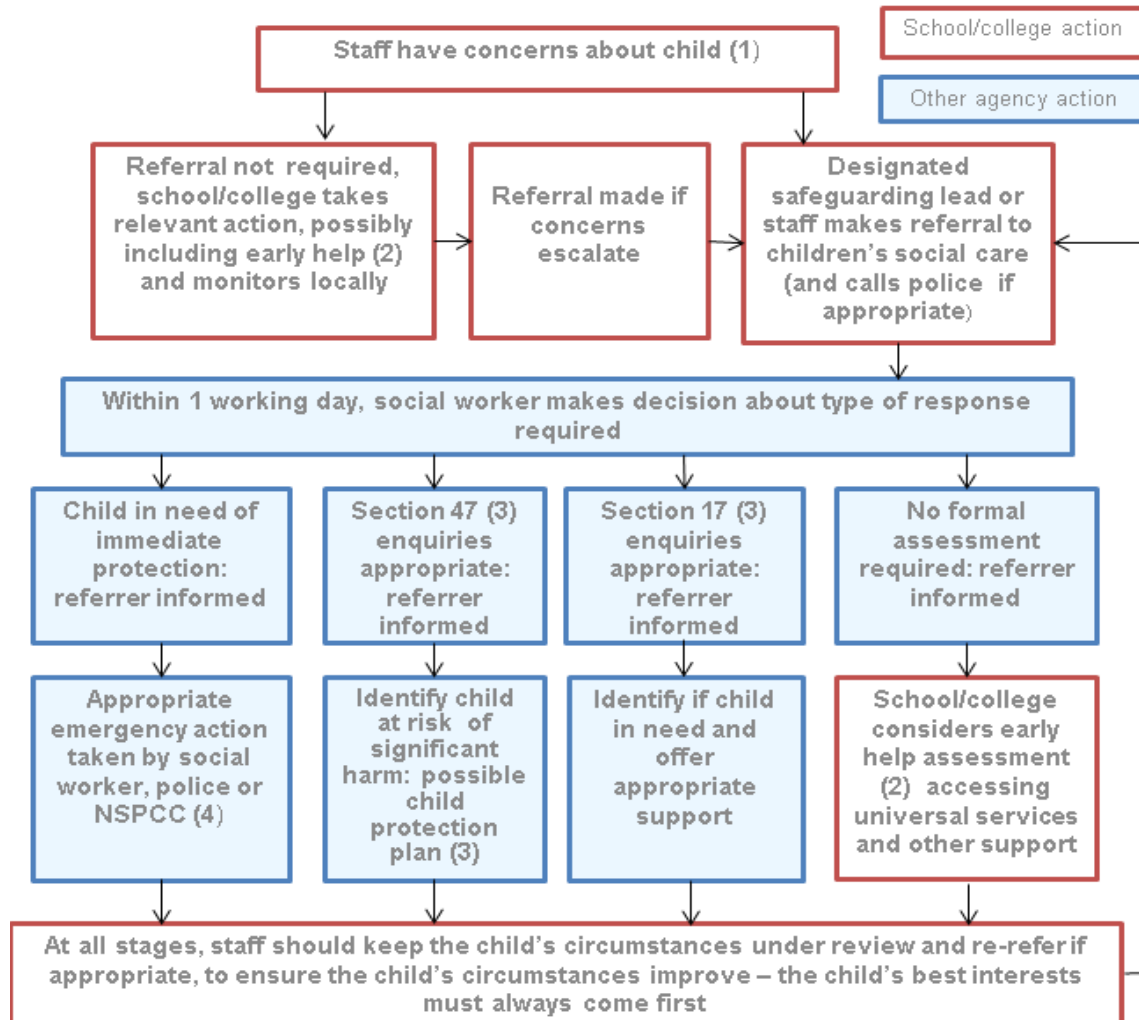 School/college action
Staff have concerns about child (1)
Other agency action
Referral not required,
school/college takes
relevant action, possibly
including early help (2)
and monitors locally
Referral made if
concerns
escalate
Designated
safeguarding lead or
staff makes referral to
children's social care
(and calls police if
appropriate)
Within 1 working day, social worker makes decision about type of response
required
Child in need of
immediate
protection:
referrer informed
Section 47 (3)
enquiries
appropriate:
referrer
informed
Section 17 (3)
enquiries
appropriate:
referrer
informed
No formal
assessment
required: referrer
informed
Appropriate
emergency action
taken by social
worker, police or
NSPCC (4)
Identify child
at risk of
significant
harm: possible
child
protection
plan (3)
Identify if child
in need and
offer
appropriate
support
School/college
considers early
help assessment
(2) accessing
universal services
and other support
At all stages, staff should keep the child's circumstances under review and re-refer if
appropriate, to ensure the child's circumstances improve – the child's best interests
must always come first